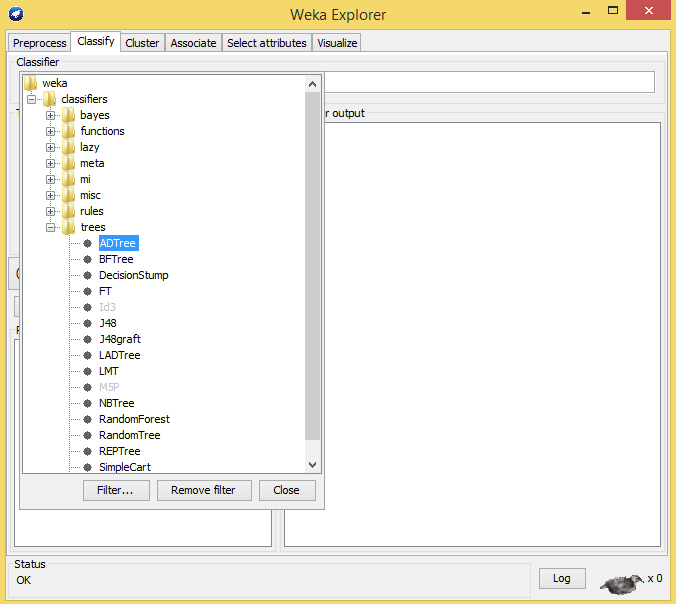 Weka Explorer
Preprocess Classify Cluster Associate Select attributes Visualize
Classifier
weka
classifiers
bayes
output
functions
lazy
meta
mi
misc
rules
trees
ADTree
BFTree
DecisionStump
FT
Id3
J48
J48graft
LADTree
LMT
M5P
NBTree
RandomForest
RandomTree
REPTree
SimpleCart
Filter... Remove filter Close
Status
OK
Log
x 0